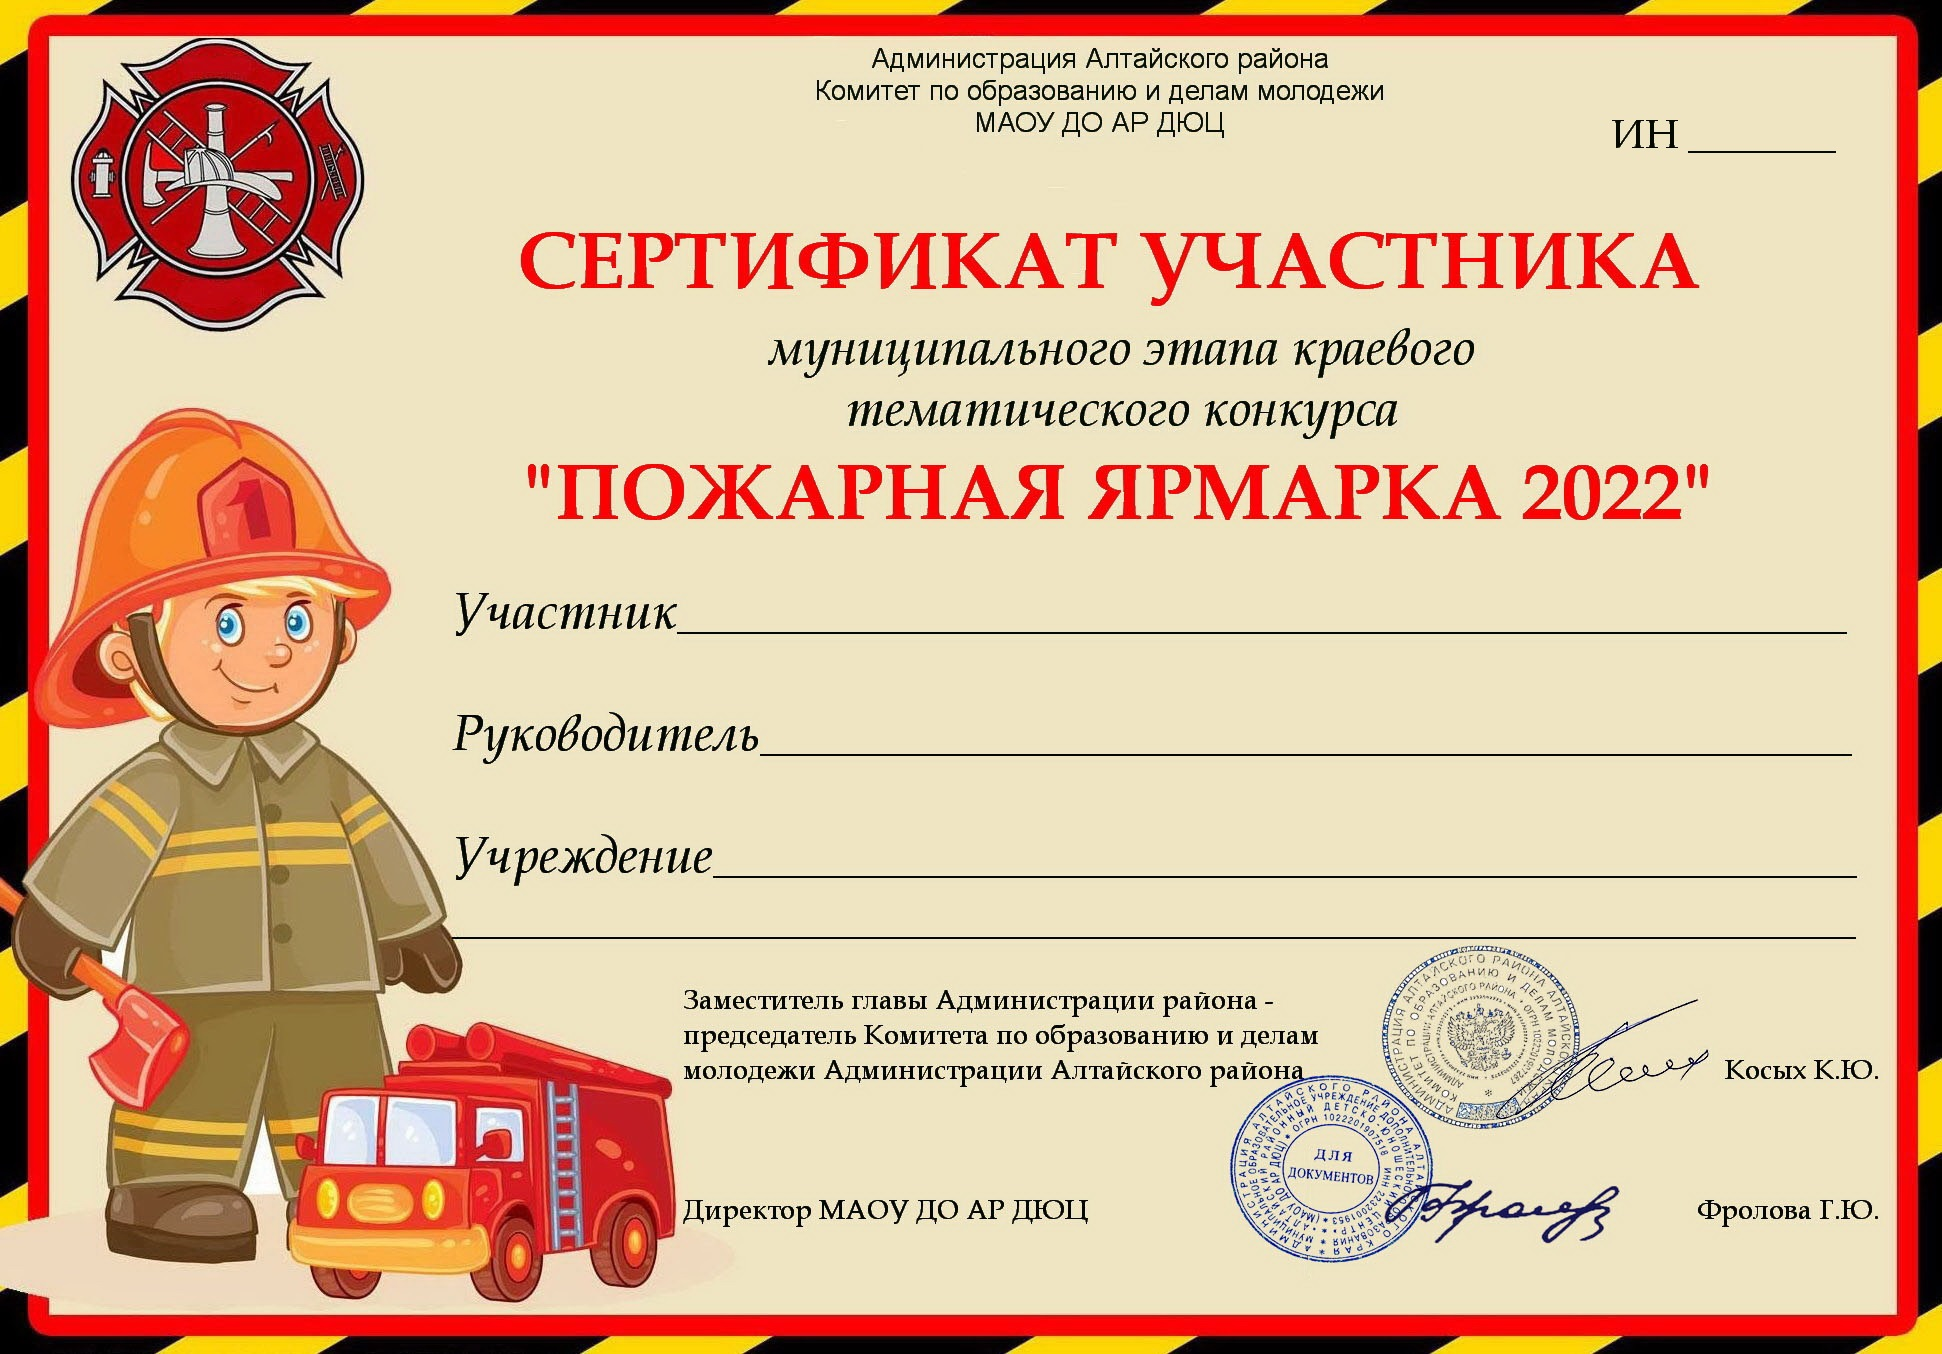 Администрация Алтайского района
Комитет по образованию и делам молодежи
МАОУ ДО АР ДЮЦ
ИН _______
СЕРТИФИКАТ УЧАСТНИКА
муниципального этапа краевого
тематического конкурса
"ПОЖАРНАЯ ЯРМАРКА 2022"
1
Участник
Руководитель
Учреждение
Заместитель главы Администрации района -
председатель Комитета по образованию и делам
молодежи Администрации Алтайского района
Косых К.Ю.
ДЛЯ
ДОКУМЕНТОВ
Директор МАОУ ДО АР ДЮЦ
Фролова Г.Ю.